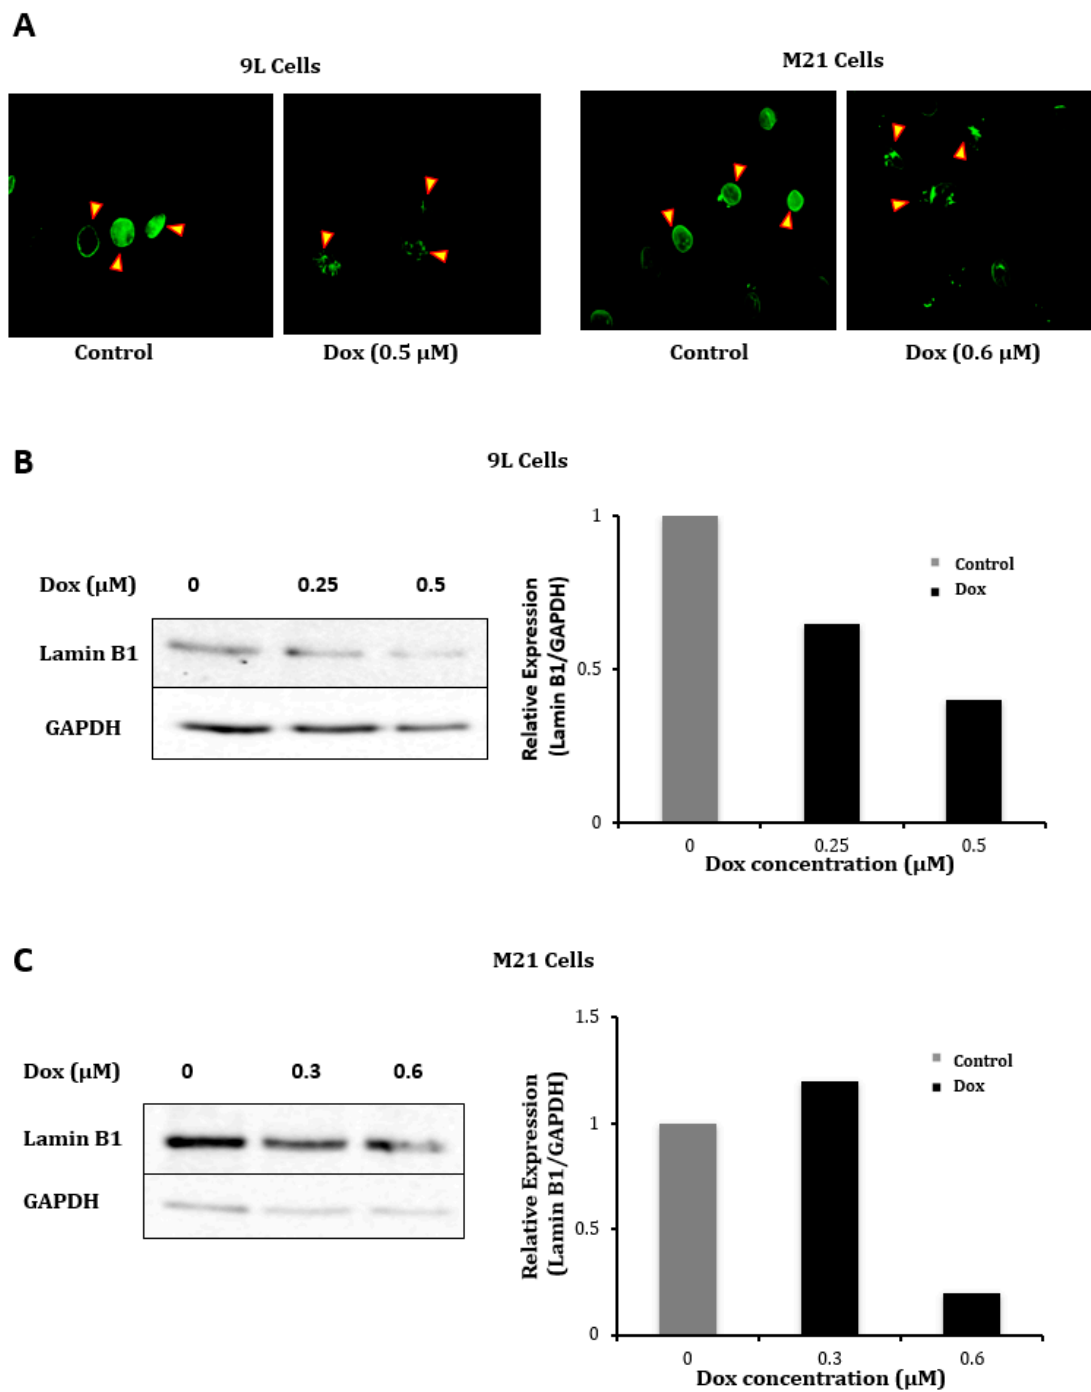 A
9L Cells
M21 Cells
Control
Dox (0.5 μM)
Control
Dox (0.6 μM)
B
9L Cells
Dox (μM) 0 0.25 0.5
Lamin B1
GAPDH
Relative Expression
(Lamin B1/GAPDH)
1
0.5
0
Control
Dox
0 0.25 0.5
Dox concentration (μM)
C
M21 Cells
Dox (μM) 0 0.3 0.6
Lamin B1
GAPDH
Relative Expression
(Lamin B1/GAPDH)
1.5
1
0.5
0
Control
Dox
0 0.3 0.6
Dox concentration (μM)